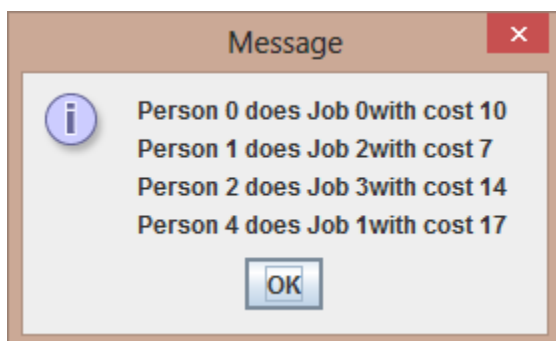 Message
Person 0 does Job 0with cost 10
Person 1 does Job 2with cost 7
Person 2 does Job 3with cost 14
Person 4 does Job 1with cost 17
OK